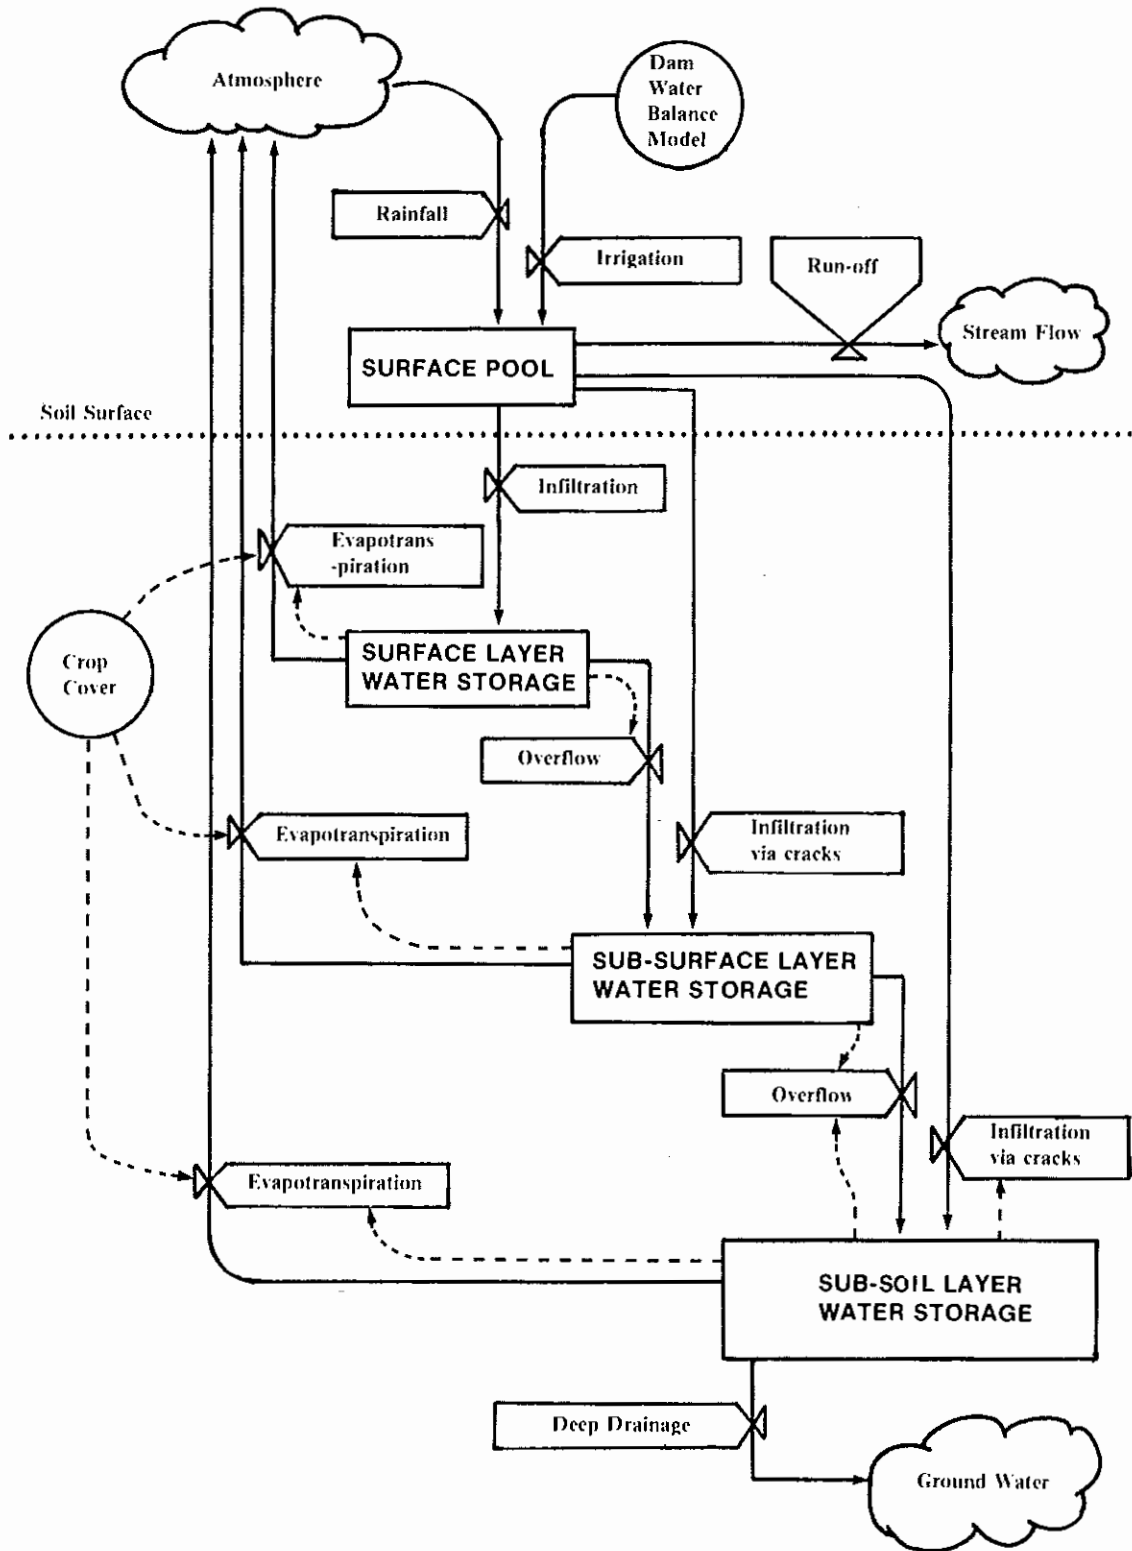 Atmosphere
Dam
Water
Balance
Model
Rainfall
Irrigation
Run-off
Stream Flow
SURFACE POOL
Soil Surface
Infiltration
Evapotrans
-piration
SURFACE LAYER
WATER STORAGE
Crop
Cover
Overflow
Infiltration
via cracks
Evapotranspiration
SUB-SURFACE LAYER
WATER STORAGE
Overflow
Infiltration
via cracks
Evapotranspiration
SUB-SOIL LAYER
WATER STORAGE
Deep Drainage
Ground Water